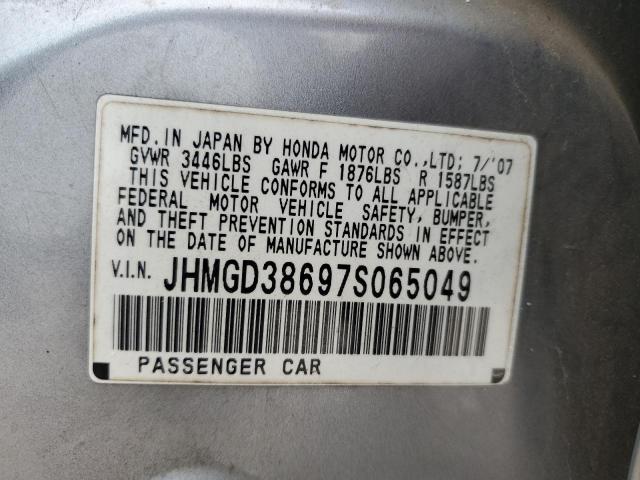 MFD. IN JAPAN BY HONDA MOTOR CO.,LTD; 7/'07
GVWR 3446LBS GAWR F 1876LBS R 1587LBS
THIS VEHICLE CONFORMS TO ALL APPLICABLE
FEDERAL MOTOR VEHICLE SAFETY, BUMPER,
AND THEFT PREVENTION STANDARDS IN EFFECT
ON THE DATE OF MANUFACTURE SHOWN ABOVE.
V.I.N. JHMGD38697S065049
PASSENGER CAR